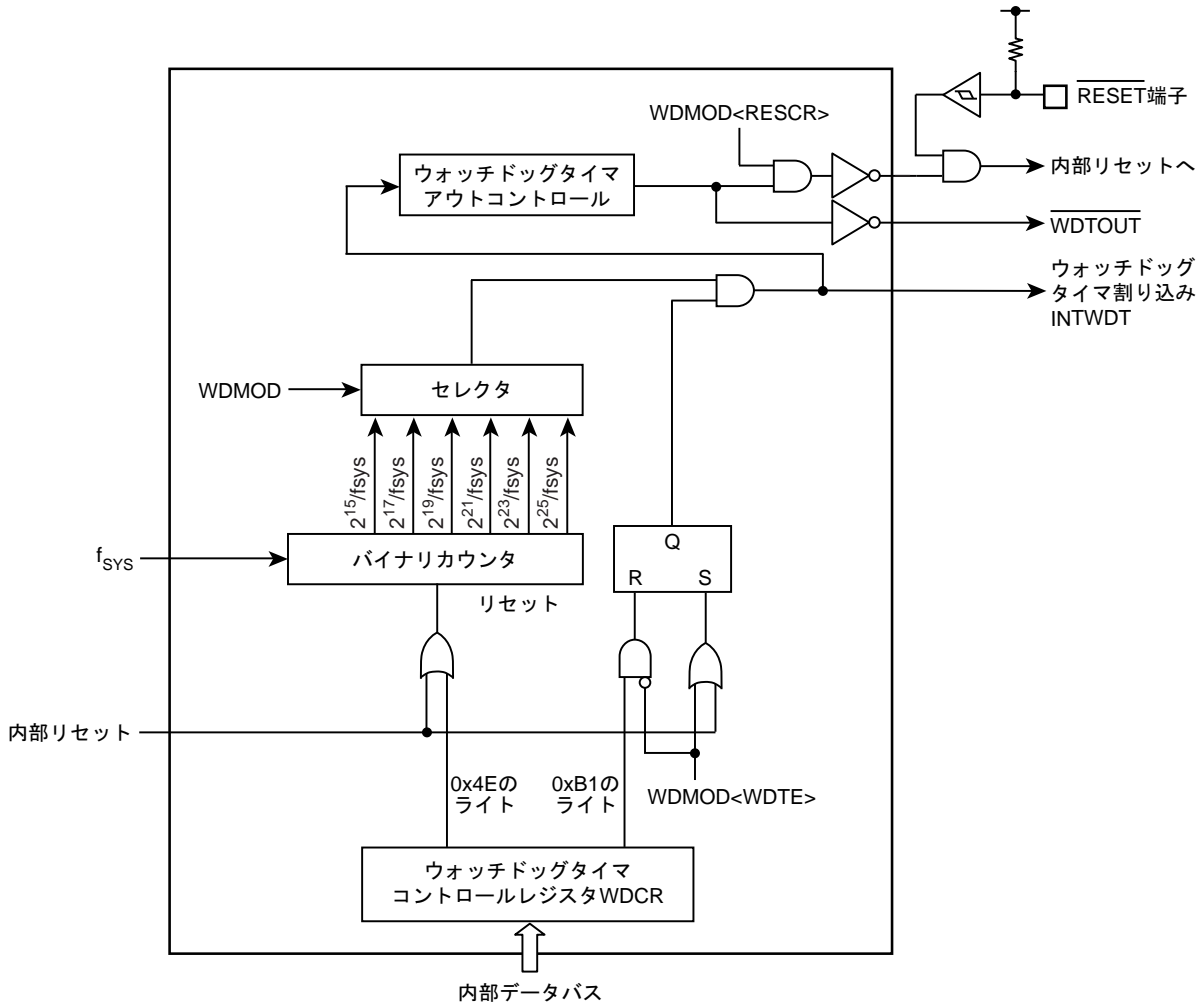 RESET端子
WDMOD<RESCR>
内部リセットへ
ウォッチドッグタイマ
アウトコントロール
WDTOUT
ウォッチドッグ
タイマ割り込み
INTWDT
WDMOD
セレクタ
2^15/fsys
2^17/fsys
2^19/fsys
2^21/fsys
2^23/fsys
2^25/fsys
fSYS
バイナリカウンタ
リセット
Q
R S
内部リセット
0x4Eの
ライト
0xB1の
ライト
WDMOD<WDTE>
ウォッチドッグタイマ
コントロールレジスタWDCR
内部データバス